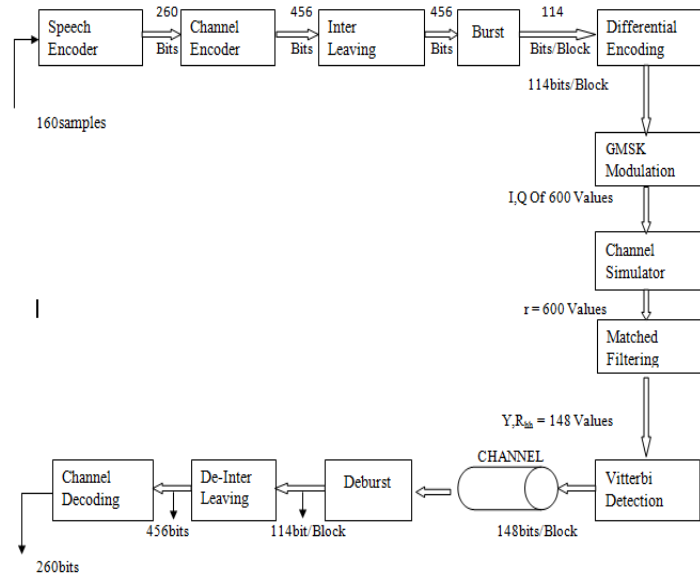 260
456
456
114
Speech
Encoder
Bits
Channel
Encoder
Bits
Inter
Leaving
Bits
Burst
Bits/Block
Differential
Encoding
114bits/Block
160samples
GMSK
Modulation
I,Q Of 600 Values
Channel
Simulator
r = 600 Values
Matched
Filtering
Y,Rhh = 148 Values
CHANNEL
Channel
Decoding
De-Inter
Leaving
Deburst
Vitterbi
Detection
456bits
114bit/Block
148bits/Block
260bits